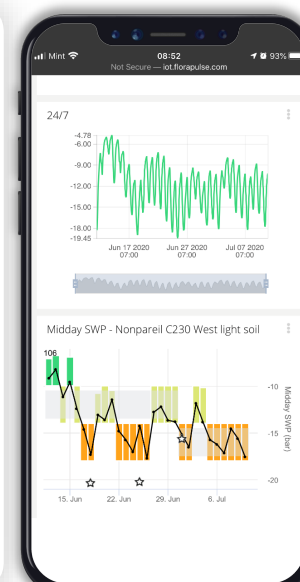 Mint 08:52 93%
Not Secure — iot.florapulse.com
24/7
-4.78
-6.00
-9.00
-12.00
-15.00
-18.00
-19.45
Jun 17 2020 Jun 27 2020 Jul 07 2020
07:00 07:00 07:00
Midday SWP - Nonpareil C230 West light soil
106
-10
-15
-20
Midday SWP (bar)
15. Jun 22. Jun 29. Jun 6. Jul